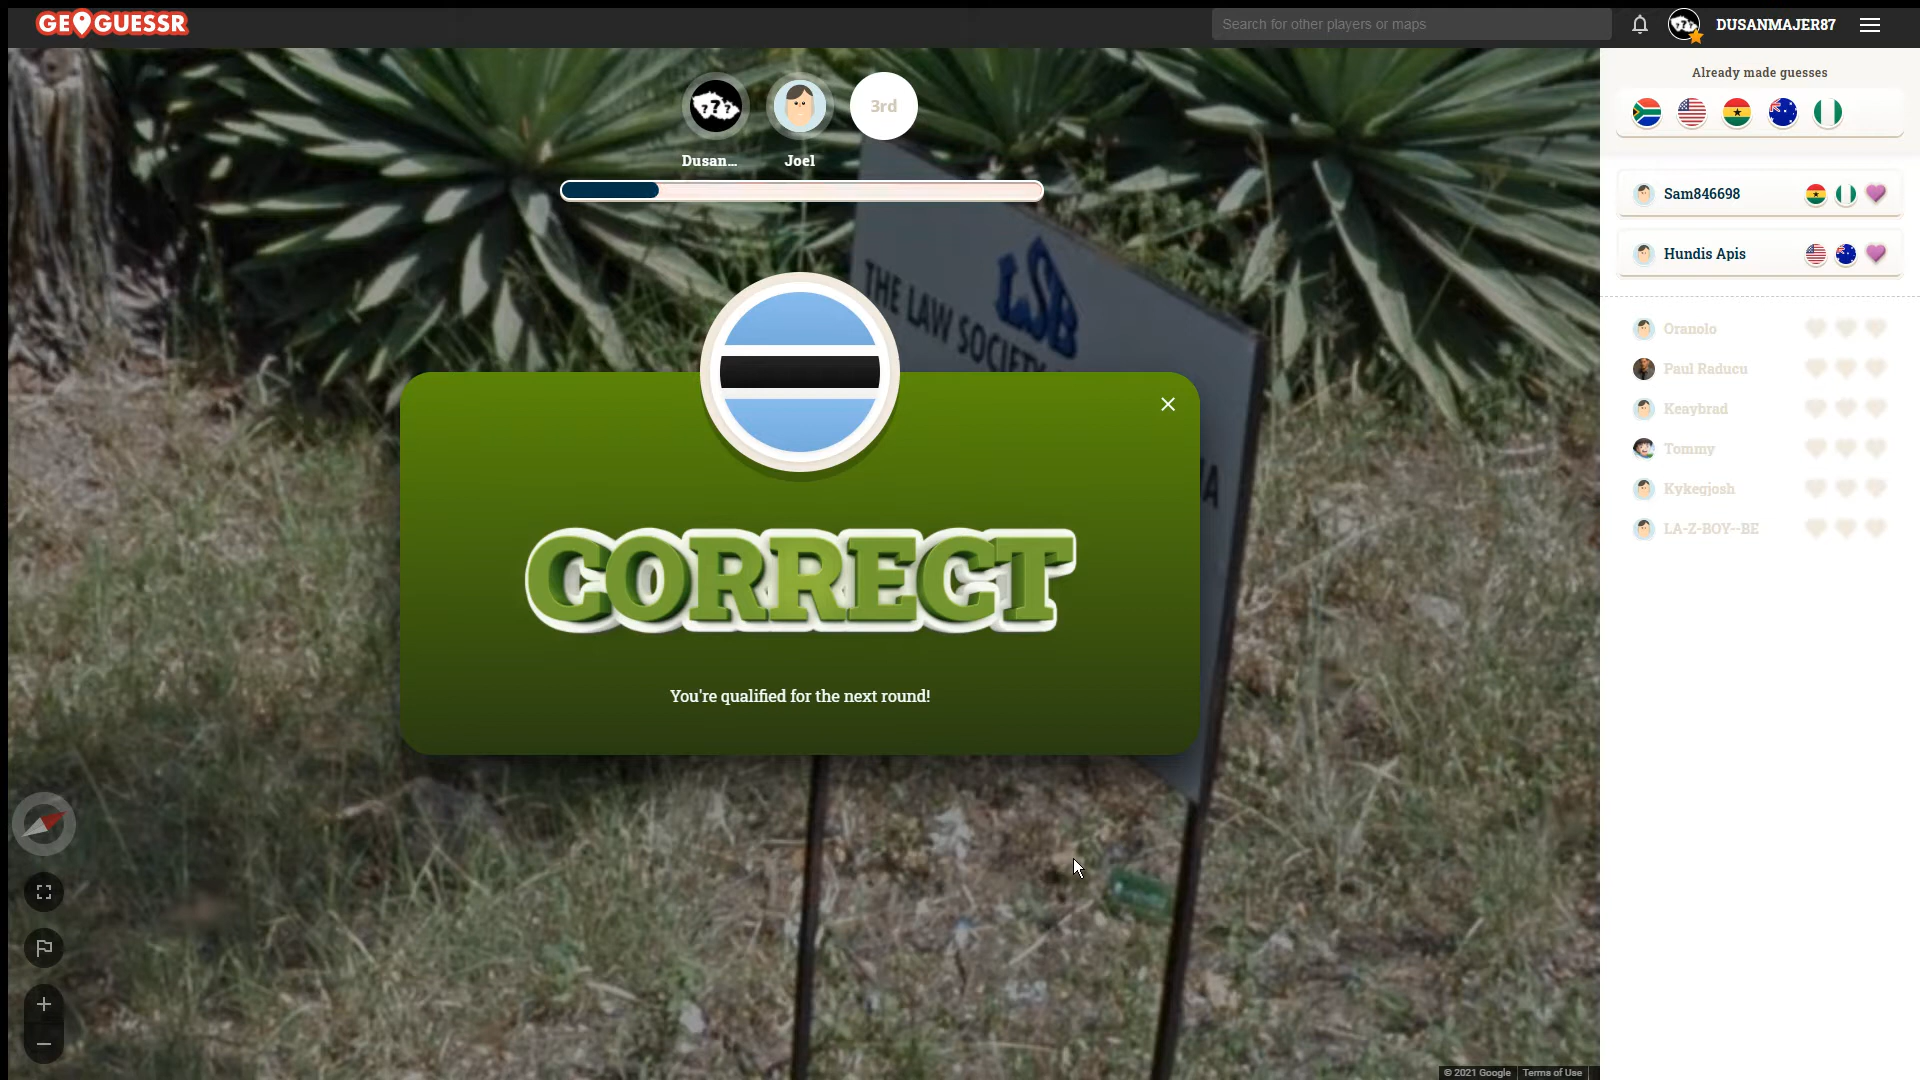 GEOGUESSR
Search for other players or maps
DUSANMAJER87
Already made guesses
3rd
???
Dusan...
Joel
Sam846698
Hundis Apis
Oranolo
Paul Raducu
Keaybrad
Tommy
Kykegjosh
LA-Z-BOY--BE
LSB
THE LAW SOCIETY
CORRECT
You're qualified for the next round!
© 2021 Google
Terms of Use